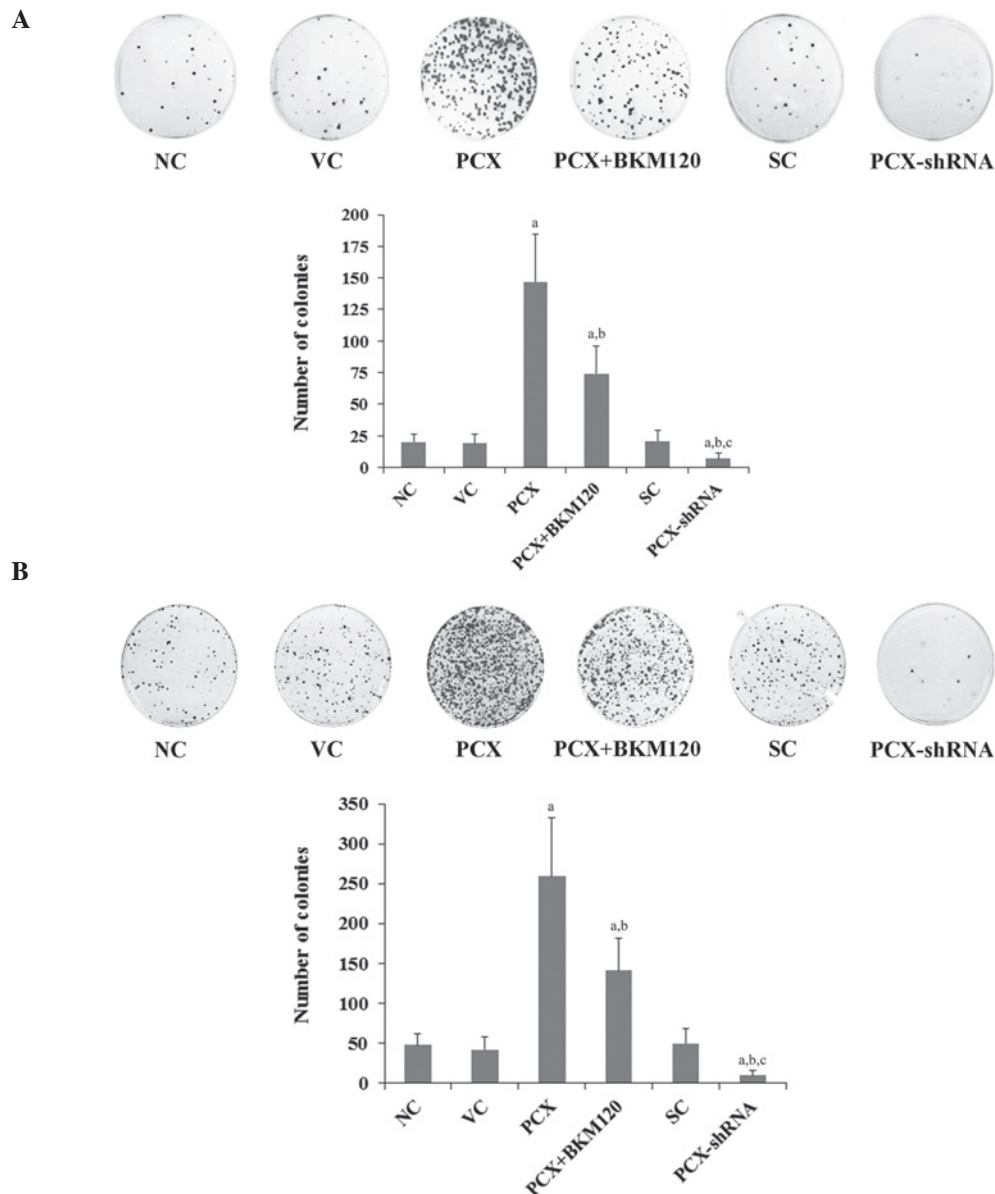 A
NC VC PCX PCX+BKM120 SC PCX-shRNA
200
175
150
125
100
75
50
25
0
Number of colonies
a
a,b
a,b,c
NC VC PCX PCX+BKM120 SC PCX-shRNA
B
NC VC PCX PCX+BKM120 SC PCX-shRNA
350
300
250
200
150
100
50
0
Number of colonies
a
a,b
a,b,c
NC VC PCX PCX+BKM120 SC PCX-shRNA